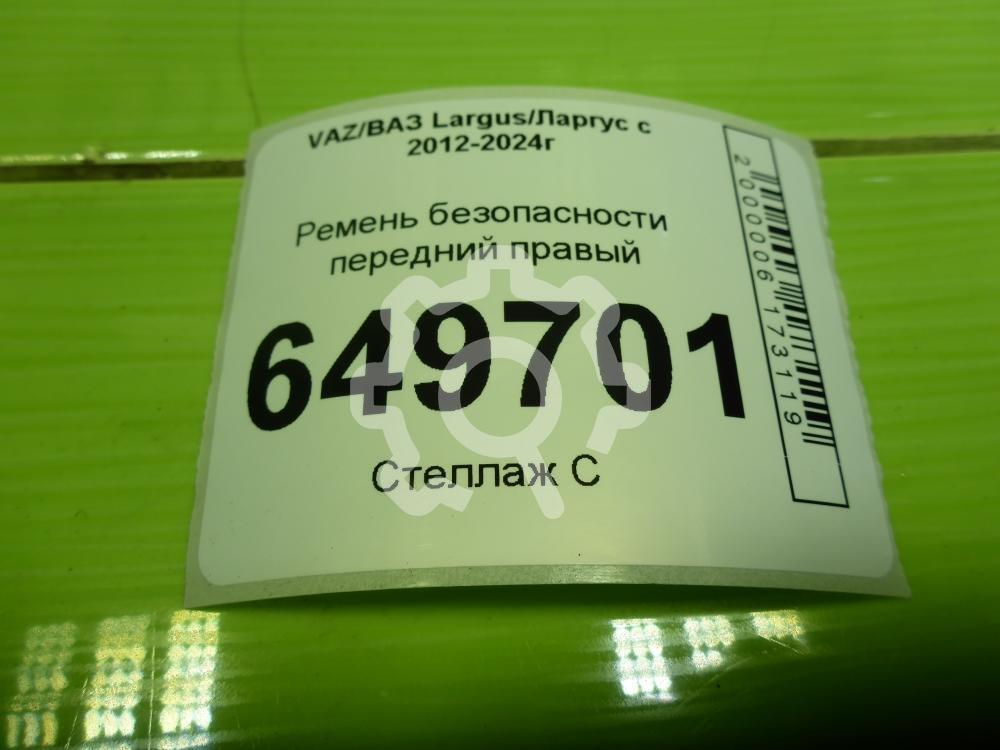 VAZ/ВАЗ Largus/Ларгус с
2012-2024г
Ремень безопасности
передний правый
649701
Стеллаж С
2000006173119